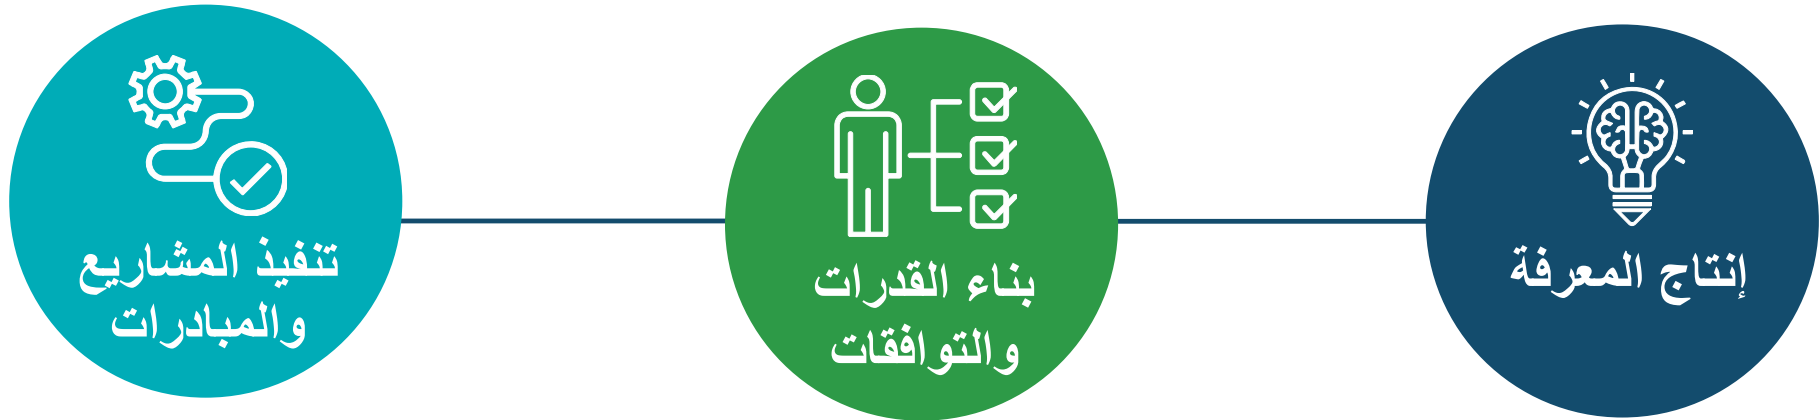 إنتاج المعرفة
بناء القدرات
والتوافقات
تنفيذ المشاريع
والمبادرات